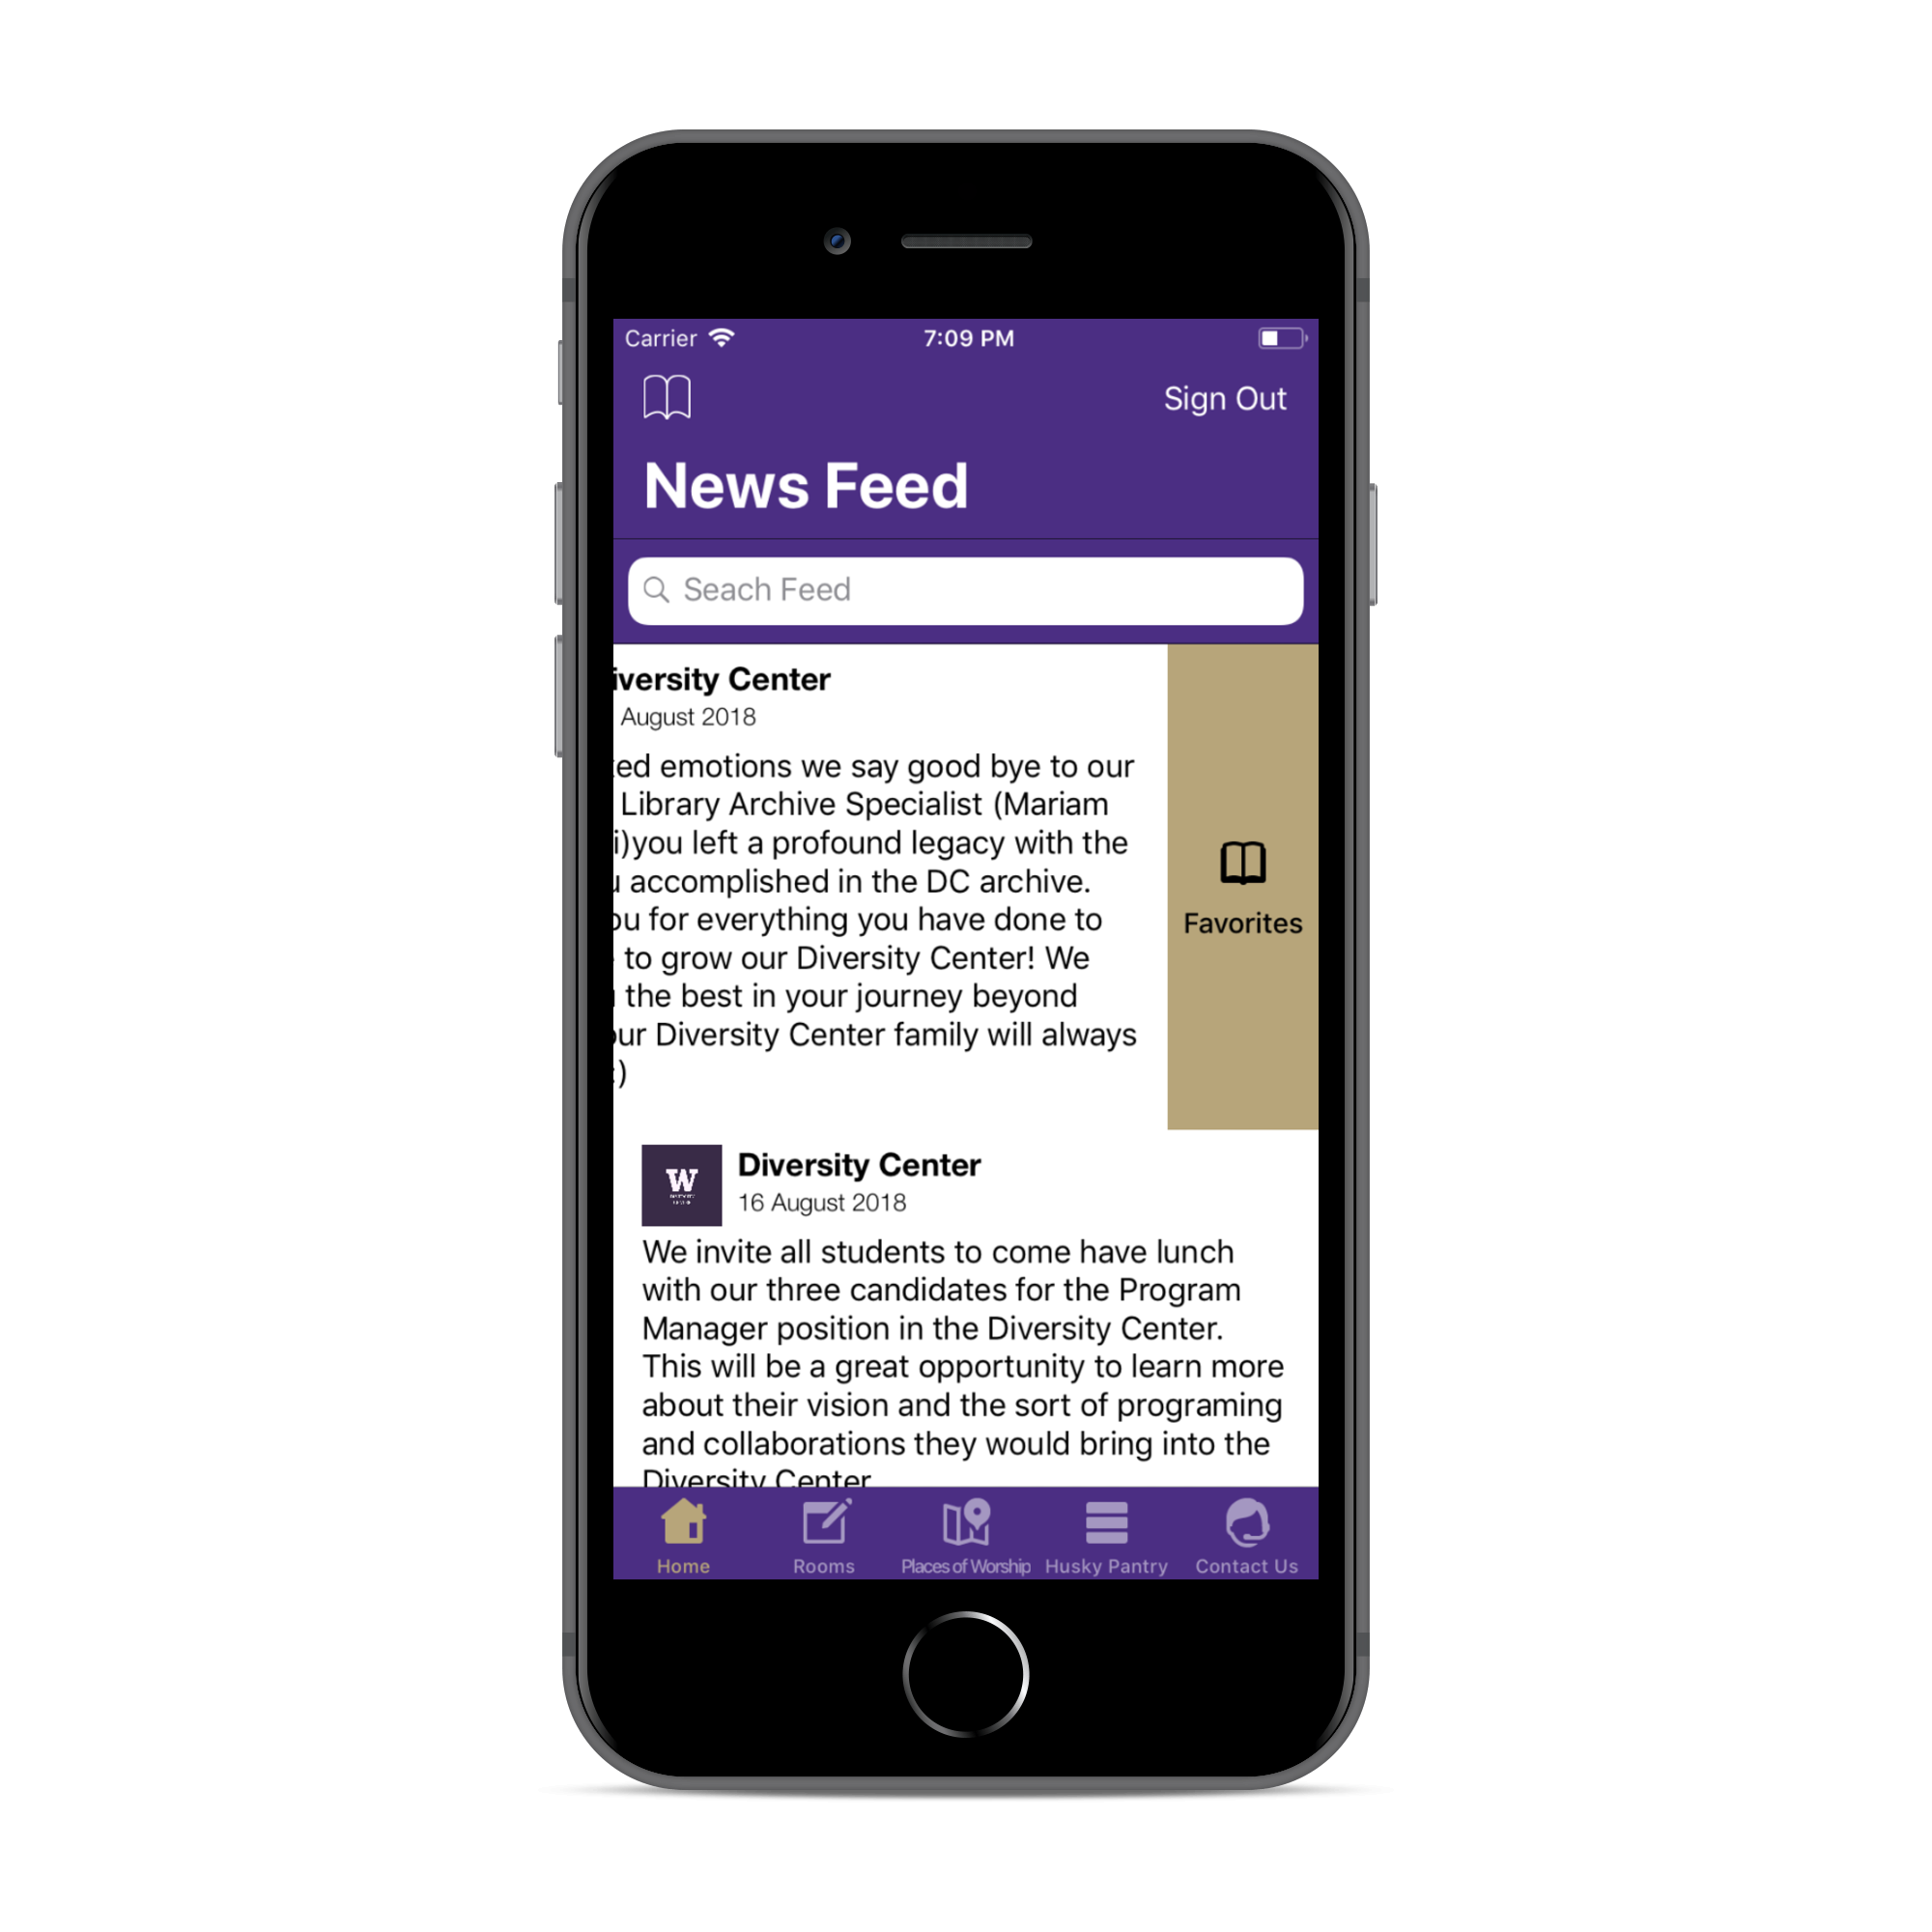 Carrier 7:09 PM
Sign Out
News Feed
Seach Feed
iversity Center
August 2018
ed emotions we say good bye to our
Library Archive Specialist (Mariam
i)you left a profound legacy with the
accomplished in the DC archive.
ou for everything you have done to
to grow our Diversity Center! We
the best in your journey beyond
our Diversity Center family will always
:)
Favorites
W
Diversity Center
16 August 2018
We invite all students to come have lunch
with our three candidates for the Program
Manager position in the Diversity Center.
This will be a great opportunity to learn more
about their vision and the sort of programing
and collaborations they would bring into the
Diversity Center
Home Rooms Places of Worship Husky Pantry Contact Us